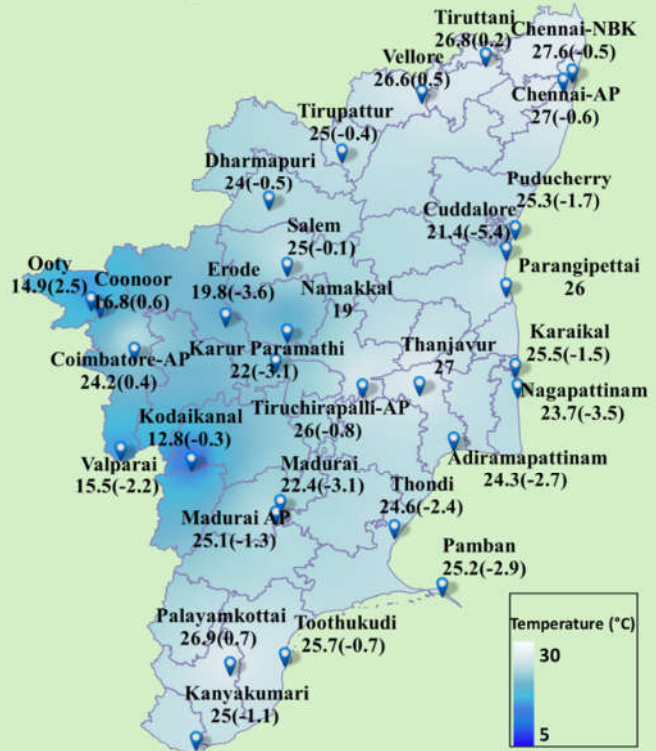 Tiruttani
26.8(0.2)
Chennai-NBK
27.6(-0.5)
Vellore
26.6(0.5)
Chennai-AP
27(-0.6)
Tirupattur
25(-0.4)
Dharmapuri
24(-0.5)
Puducherry
25.3(-1.7)
Cuddalore
21.4(-5.4)
Salem
25(-0.1)
Ooty
14.9(2.5)
Coonoor
16.8(0.6)
Erode
19.8(-3.6)
Namakkal
19
Parangipettai
26
Coimbatore-AP
24.2(0.4)
Karur Paramathi
22(-3.1)
Thanjavur
27
Karaikal
25.5(-1.5)
Nagapattinam
23.7(-3.5)
Tiruchirapalli-AP
26(-0.8)
Kodaikanal
12.8(-0.3)
Valparai
15.5(-2.2)
Madurai
22.4(-3.1)
Thondi
24.6(-2.4)
Adiramapattinam
24.3(-2.7)
Madurai AP
25.1(-1.3)
Pamban
25.2(-2.9)
Palayamkottai
26.9(0.7)
Toothukudi
25.7(-0.7)
Kanyakumari
25(-1.1)
Temperature (°C)
30
5